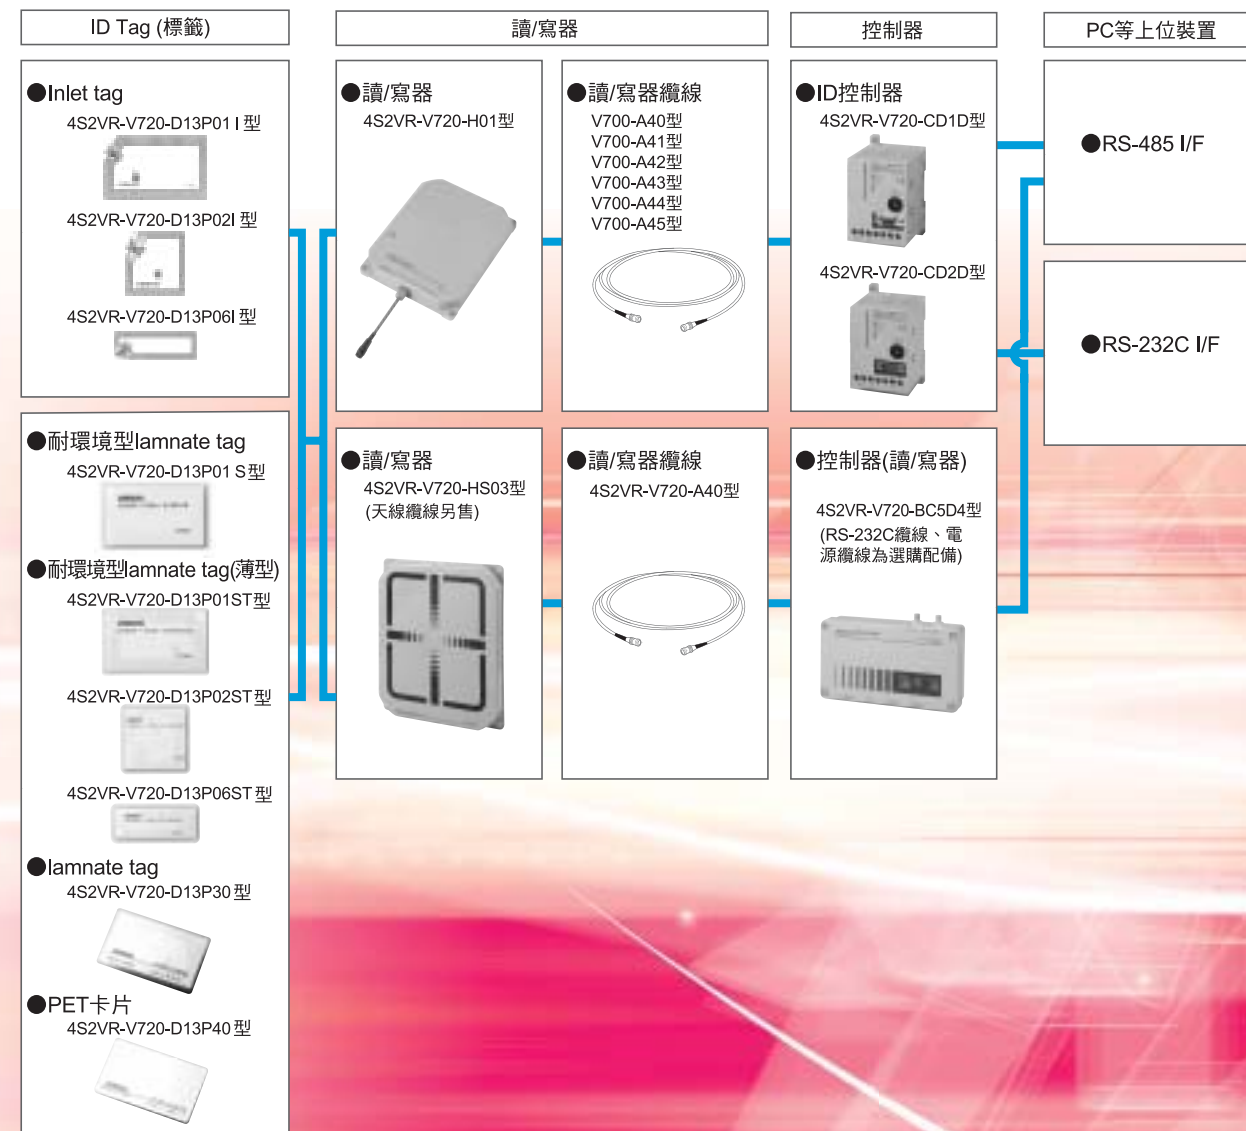 ID Tag (標籤)
讀/寫器
控制器
PC等上位裝置
●Inlet tag
4S2VR-V720-D13P01 I 型
4S2VR-V720-D13P02I 型
4S2VR-V720-D13P06I 型
●耐環境型lamnate tag
4S2VR-V720-D13P01 S型
●耐環境型lamnate tag(薄型)
4S2VR-V720-D13P01ST型
4S2VR-V720-D13P02ST型
4S2VR-V720-D13P06ST型
●lamnate tag
4S2VR-V720-D13P30型
●PET卡片
4S2VR-V720-D13P40型
●讀/寫器
4S2VR-V720-H01型
●讀/寫器纜線
V700-A40型
V700-A41型
V700-A42型
V700-A43型
V700-A44型
V700-A45型
●讀/寫器
4S2VR-V720-HS03型
(天線纜線另售)
●讀/寫器纜線
4S2VR-V720-A40型
●ID控制器
4S2VR-V720-CD1D型
4S2VR-V720-CD2D型
●控制器(讀/寫器)
4S2VR-V720-BC5D4型
(RS-232C纜線、電
源纜線為選購配備)
●RS-485 I/F
●RS-232C I/F